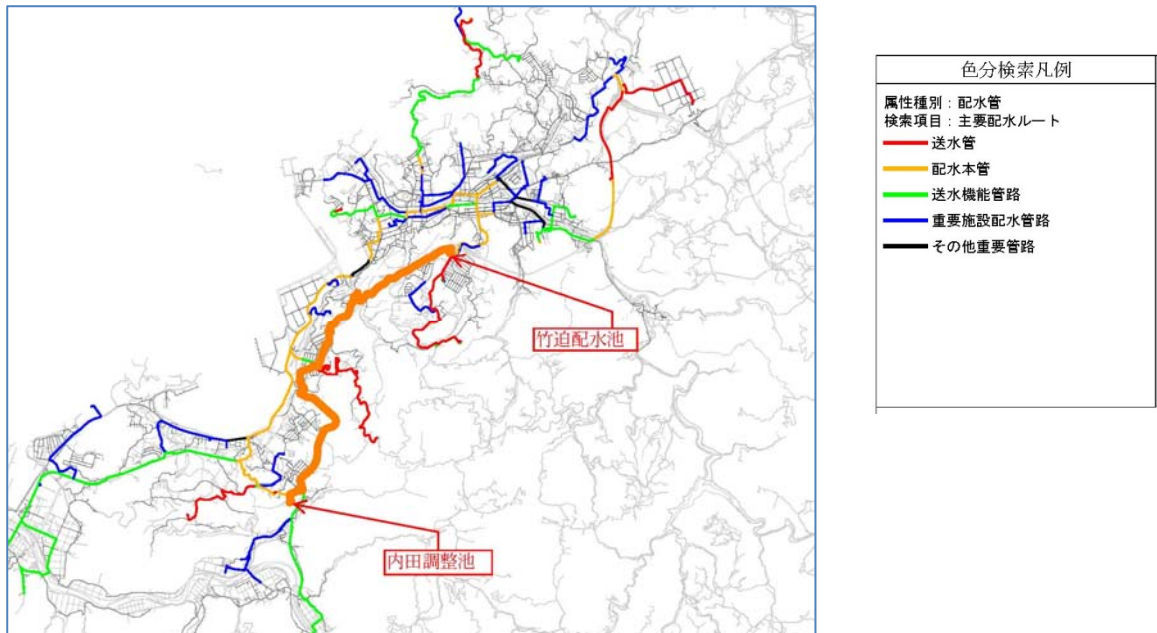 竹迫配水池
内田調整池
色分検索凡例
属性種別：配水管
検索項目：主要配水ルート
送水管
配水本管
送水機能管路
重要施設配水管路
その他重要管路